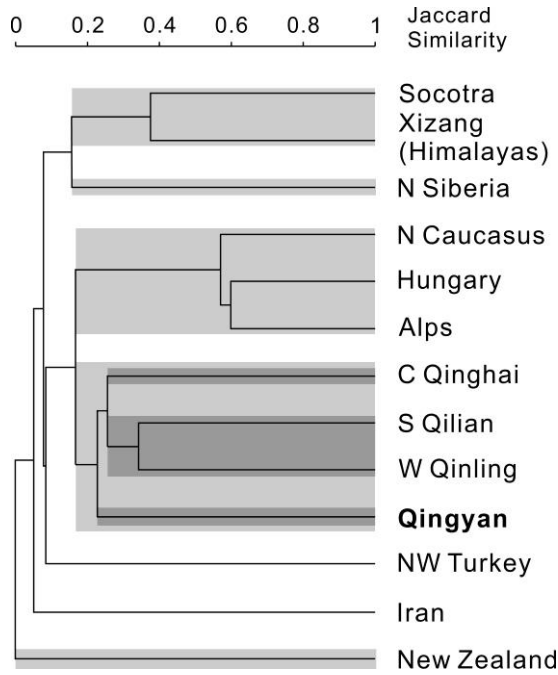 0 0.2 0.4 0.6 0.8 1
Jaccard
Similarity
Socotra
Xizang
(Himalayas)
N Siberia
N Caucasus
Hungary
Alps
C Qinghai
S Qilian
W Qinling
Qingyan
NW Turkey
Iran
New Zealand